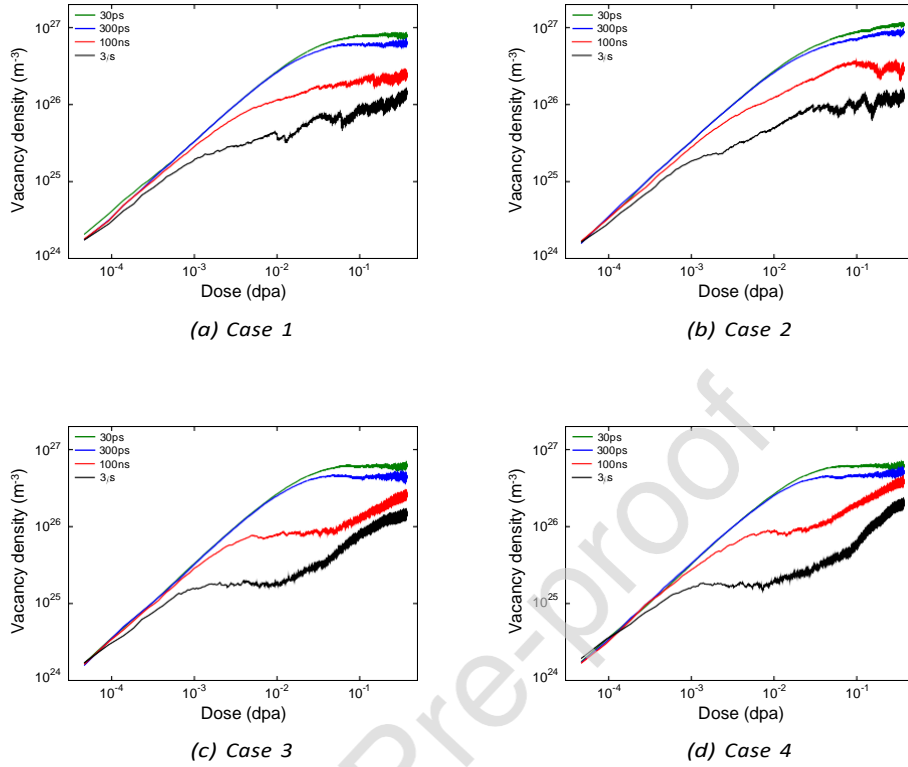 Vacancy density (m-3)
10^27
10^26
10^25
10^24
30ps
300ps
100ns
3/s
10^-4
10^-3
10^-2
10^-1
Dose (dpa)
(a) Case 1
Vacancy density (m-3)
10^27
10^26
10^25
10^24
30ps
300ps
100ns
3/s
10^-4
10^-3
10^-2
10^-1
Dose (dpa)
(b) Case 2
Vacancy density (m-3)
10^27
10^26
10^25
10^24
30ps
300ps
100ns
3/s
10^-4
10^-3
10^-2
10^-1
Dose (dpa)
(c) Case 3
Vacancy density (m-3)
10^27
10^26
10^25
10^24
30ps
300ps
100ns
3/s
10^-4
10^-3
10^-2
10^-1
Dose (dpa)
(d) Case 4
Pre-proof